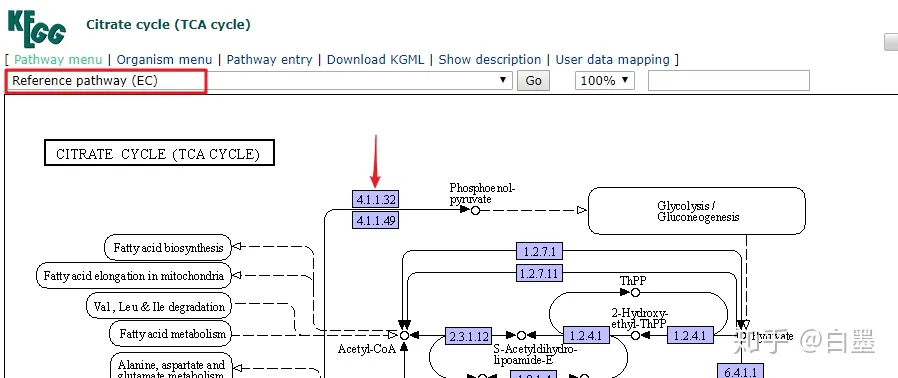 KEGG
Citrate cycle (TCA cycle)
[ Pathway menu | Organism menu | Pathway entry | Download KGML | Show description | User data mapping ]
Reference pathway (EC)
Go
100%
CITRATE CYCLE (TCA CYCLE)
4.1.1.32
4.1.1.49
Phosphoenol-
pyruvate
Glycolysis /
Gluconeogenesis
Fatty acid biosynthesis
Fatty acid elongation in mitochondria
Val, Leu & Ile degradation
Fatty acid metabolism
Alanine, aspartate and
glutamate metabolism
1.2.7.1
1.2.7.11
ThPP
2-Hydroxy-
ethyl-ThPP
Acetyl-CoA
2.3.1.12
1.2.4.1
1.2.4.1
Pyruvate
S-Acetyldihydro-
lipoamide-E
6.4.1.1
知乎 @白墨